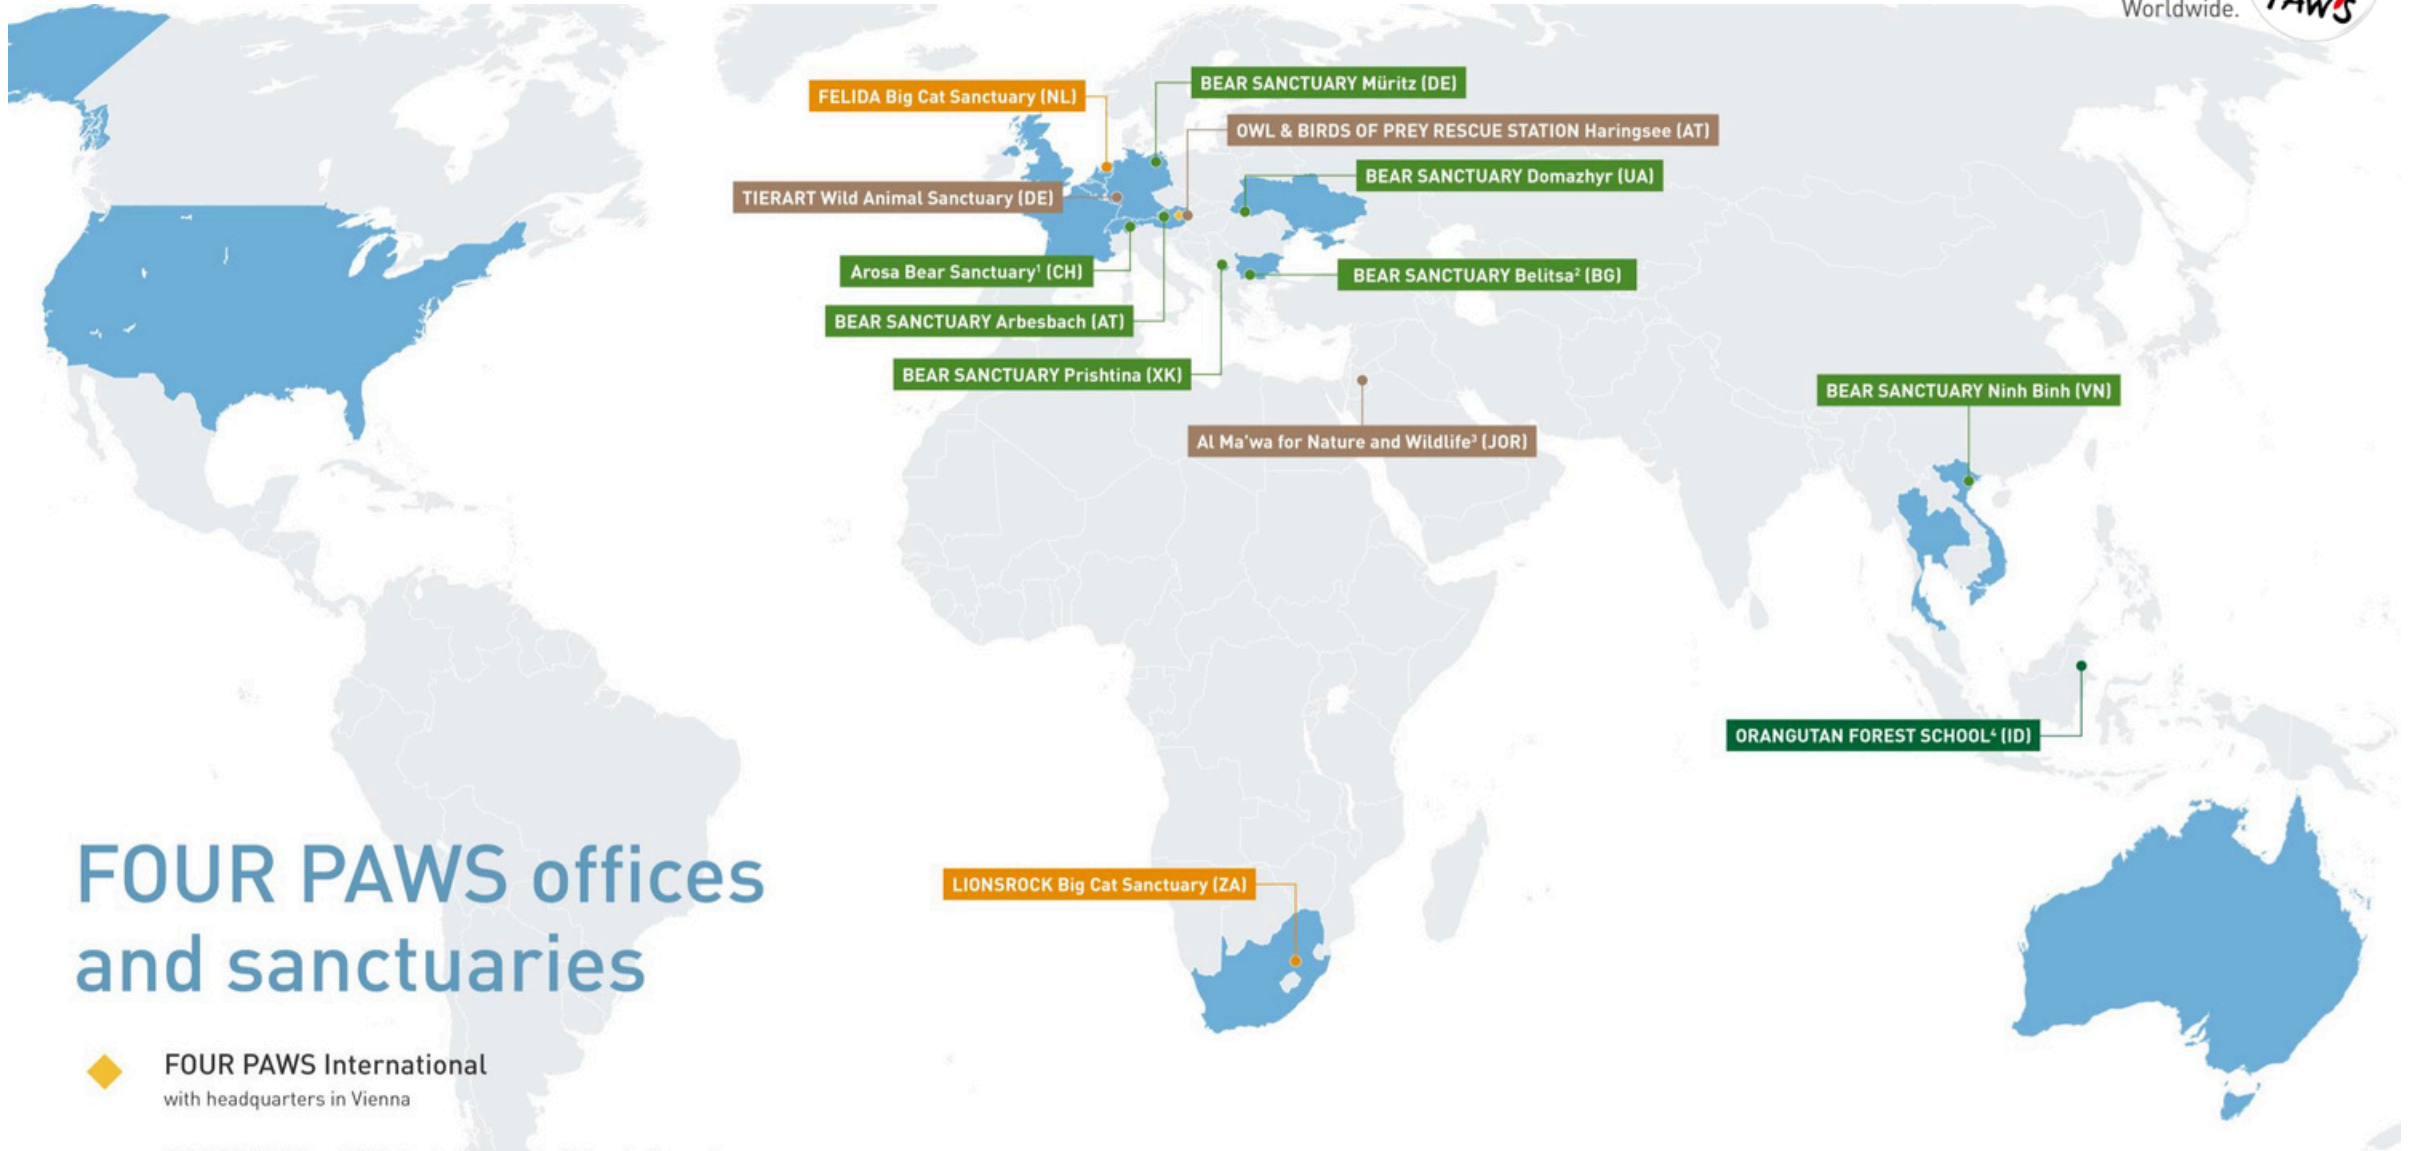 Worldwide.
PAWS
FELIDA Big Cat Sanctuary (NL)
BEAR SANCTUARY Müritz (DE)
OWL & BIRDS OF PREY RESCUE STATION Haringsee (AT)
BEAR SANCTUARY Domazhyr (UA)
TIERART Wild Animal Sanctuary (DE)
Arosa Bear Sanctuary¹ (CH)
BEAR SANCTUARY Belitsa² (BG)
BEAR SANCTUARY Arbesbach (AT)
BEAR SANCTUARY Prishtina (XK)
BEAR SANCTUARY Ninh Binh (VN)
Al Ma'wa for Nature and Wildlife³ (JOR)
ORANGUTAN FOREST SCHOOL⁴ (ID)
LIONSROCK Big Cat Sanctuary (ZA)
FOUR PAWS offices
and sanctuaries
FOUR PAWS International
with headquarters in Vienna